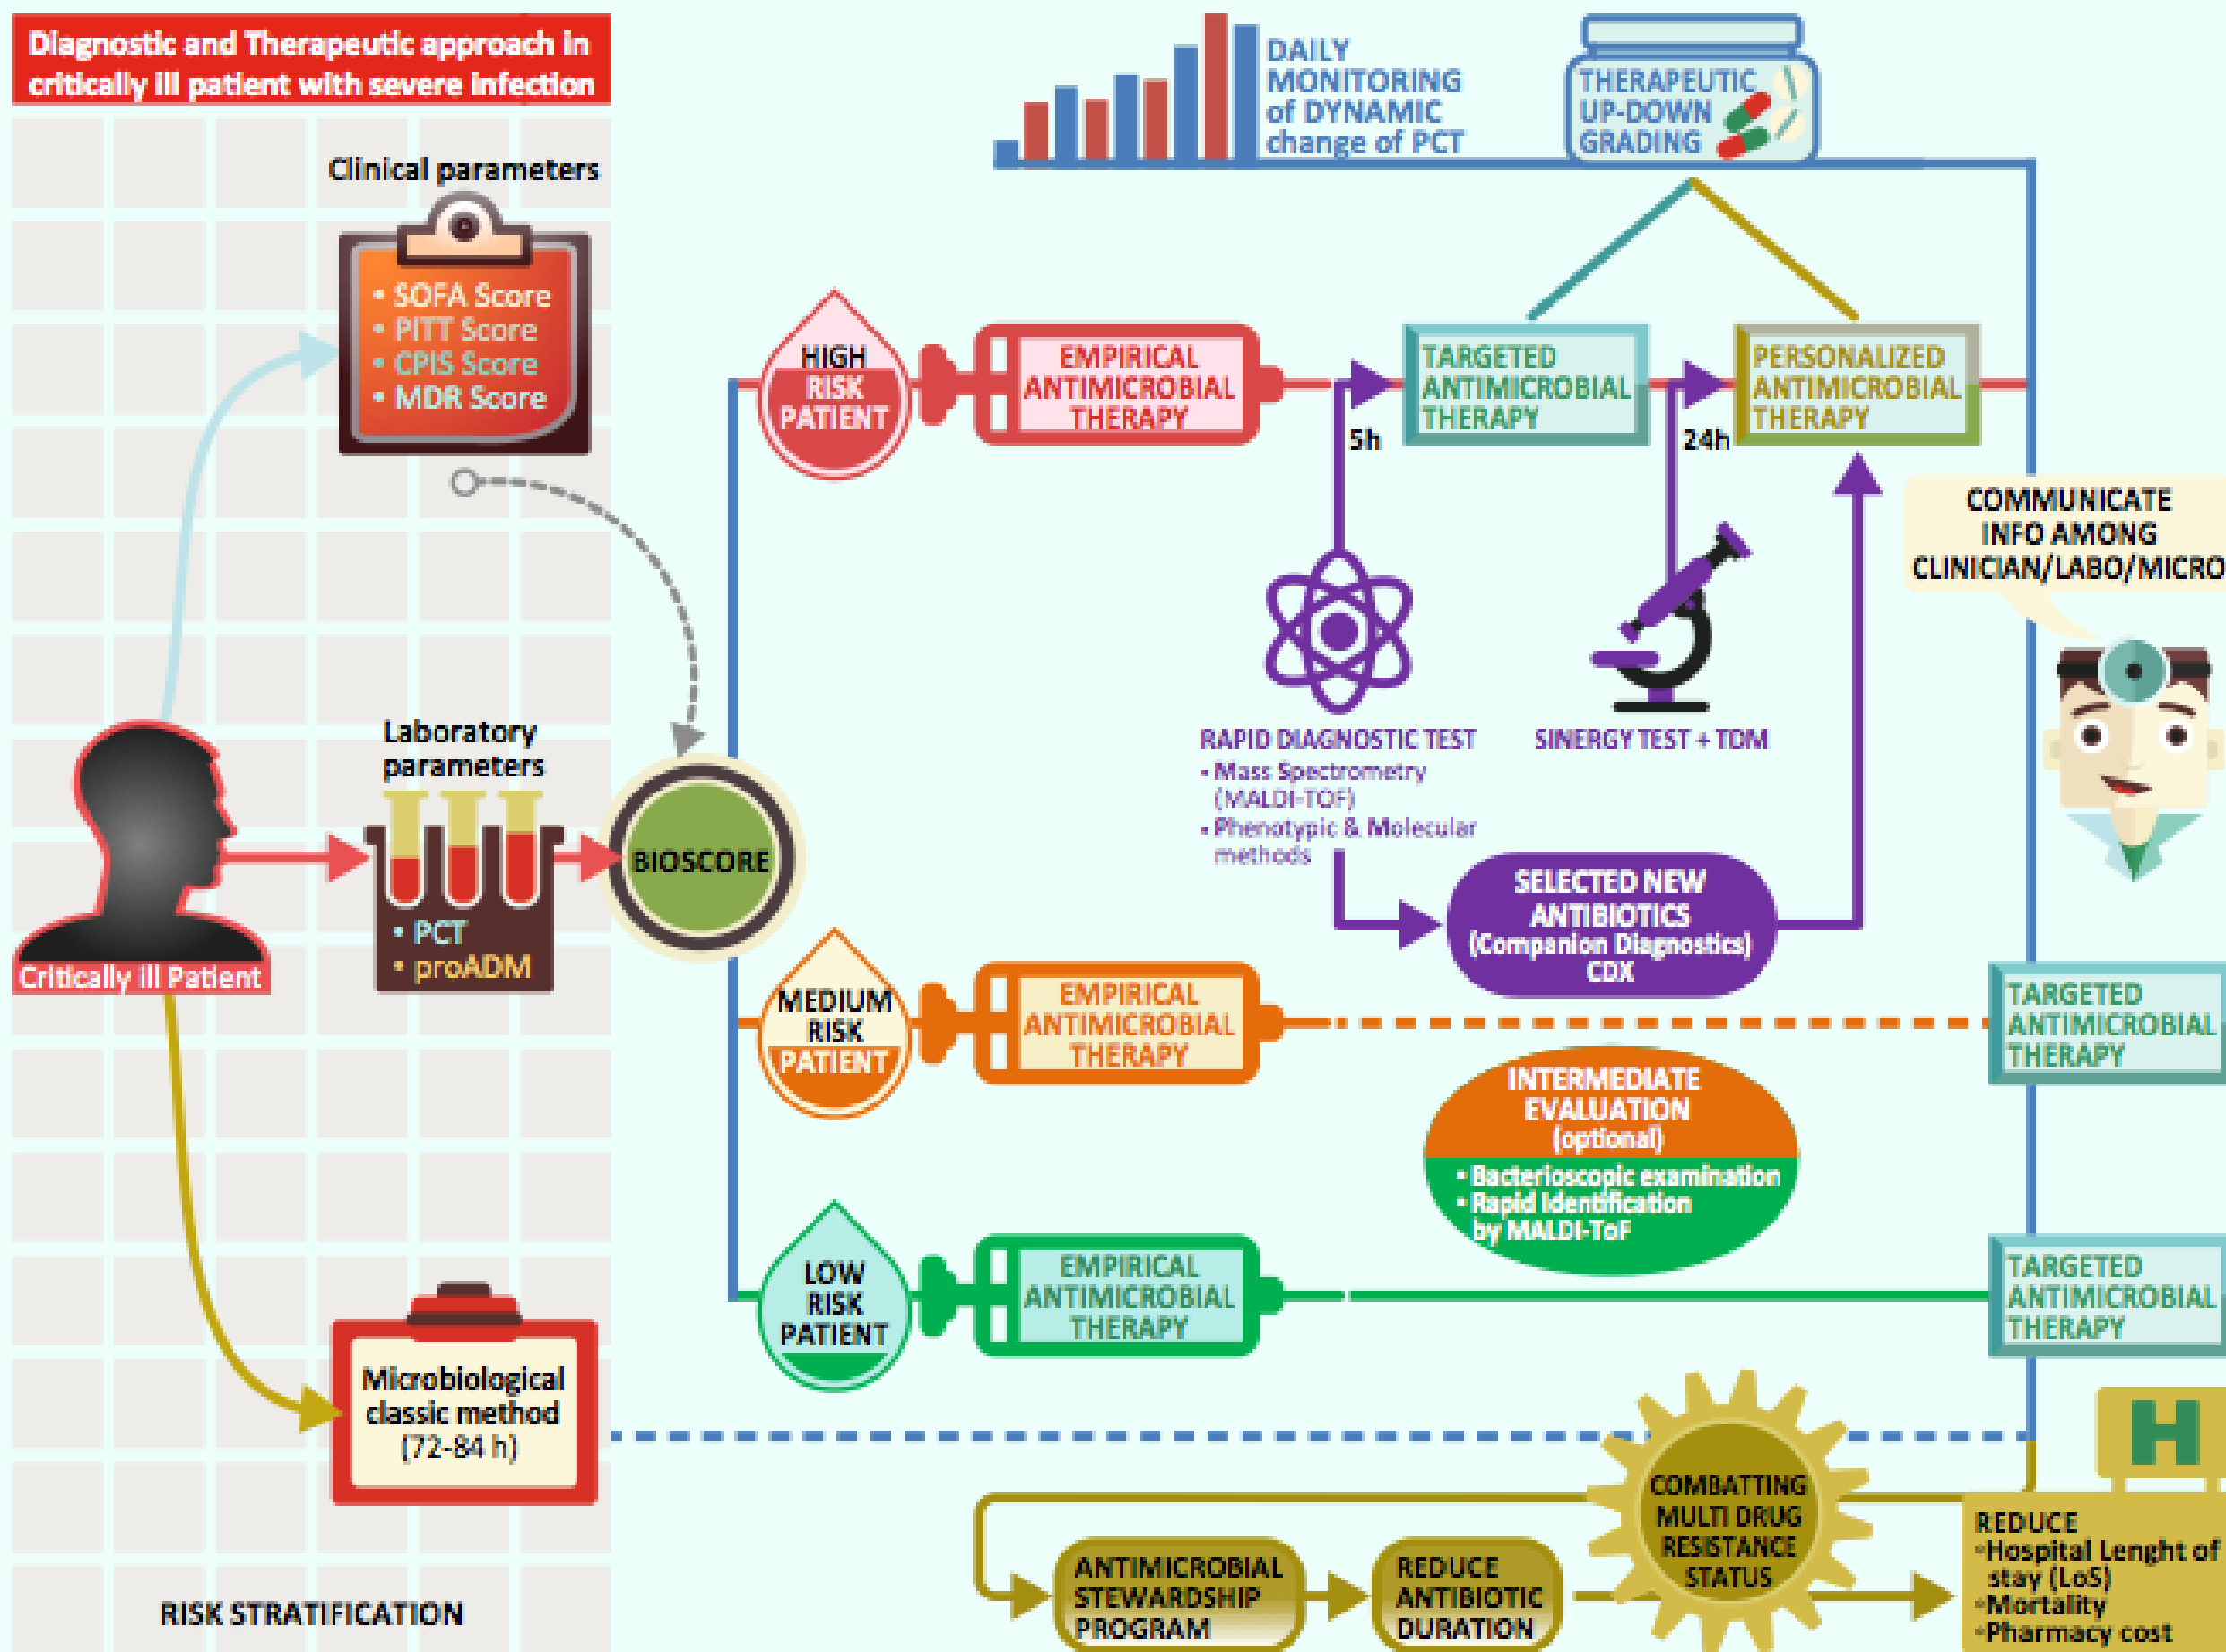 Diagnostic and Therapeutic approach in
critically ill patient with severe infection
Clinical parameters
• SOFA Score
• PITT Score
• CPIS Score
• MDR Score
Laboratory
parameters
• PCT
• proADM
Critically ill Patient
BIOSCORE
Microbiological
classic method
(72-84 h)
RISK STRATIFICATION
DAILY
MONITORING
of DYNAMIC
change of PCT
THERAPEUTIC
UP-DOWN
GRADING
HIGH
RISK
PATIENT
EMPIRICAL
ANTIMICROBIAL
THERAPY
5h
TARGETED
ANTIMICROBIAL
THERAPY
24h
PERSONALIZED
ANTIMICROBIAL
THERAPY
COMMUNICATE
INFO AMONG
CLINICIAN/LABO/MICRO
RAPID DIAGNOSTIC TEST
• Mass Spectrometry
(MALDI-TOF)
• Phenotypic & Molecular
methods
SINERGY TEST + TDM
SELECTED NEW
ANTIBIOTICS
(Companion Diagnostics)
CDX
MEDIUM
RISK
PATIENT
EMPIRICAL
ANTIMICROBIAL
THERAPY
TARGETED
ANTIMICROBIAL
THERAPY
INTERMEDIATE
EVALUATION
(optional)
• Bacterioscopic examination
• Rapid Identification
by MALDI-ToF
LOW
RISK
PATIENT
EMPIRICAL
ANTIMICROBIAL
THERAPY
TARGETED
ANTIMICROBIAL
THERAPY
ANTIMICROBIAL
STEWARDSHIP
PROGRAM
REDUCE
ANTIBIOTIC
DURATION
COMBATTING
MULTI DRUG
RESISTANCE
STATUS
H
REDUCE
•Hospital Lenght of
stay (LoS)
•Mortality
•Pharmacy cost